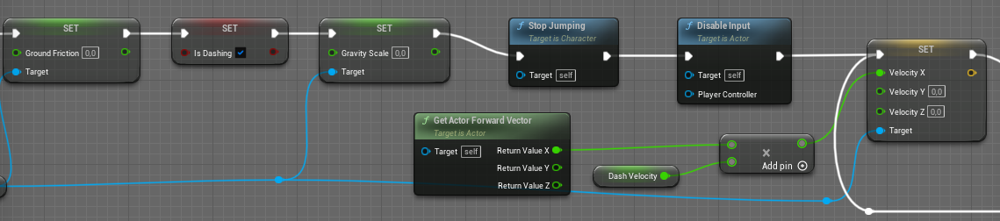 SET
Ground Friction 0,0
Target
SET
Is Dashing
SET
Gravity Scale 0,0
Target
f Stop Jumping
Target is Character
Target self
f Disable Input
Target is Actor
Target self
Player Controller
SET
Velocity X
Velocity Y 0,0
Velocity Z 0,0
Target
f Get Actor Forward Vector
Target is Actor
Target self Return Value X
Return Value Y
Return Value Z
Dash Velocity
×
Add pin